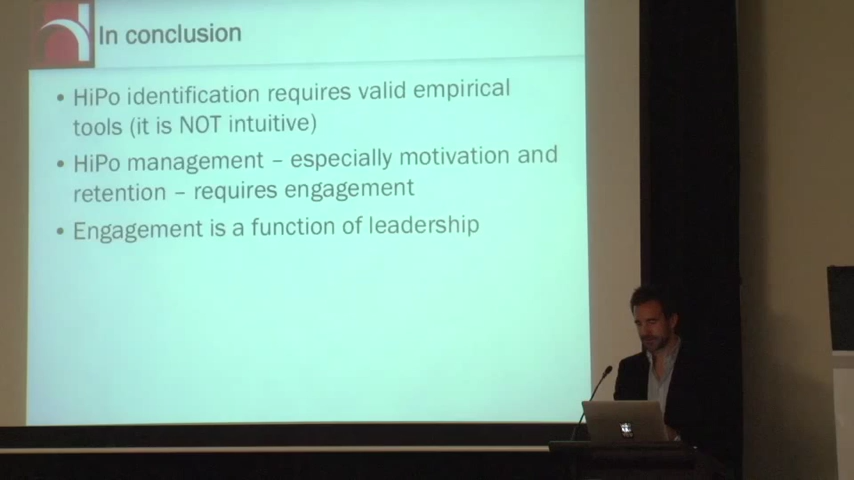 In conclusion
• HiPo identification requires valid empirical
tools (it is NOT intuitive)
• HiPo management – especially motivation and
retention – requires engagement
• Engagement is a function of leadership